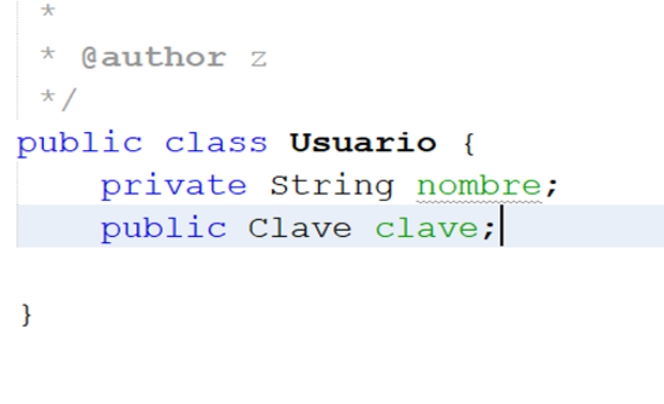 *
* @author z
*/
public class Usuario {
private String nombre;
public Clave clave;
}